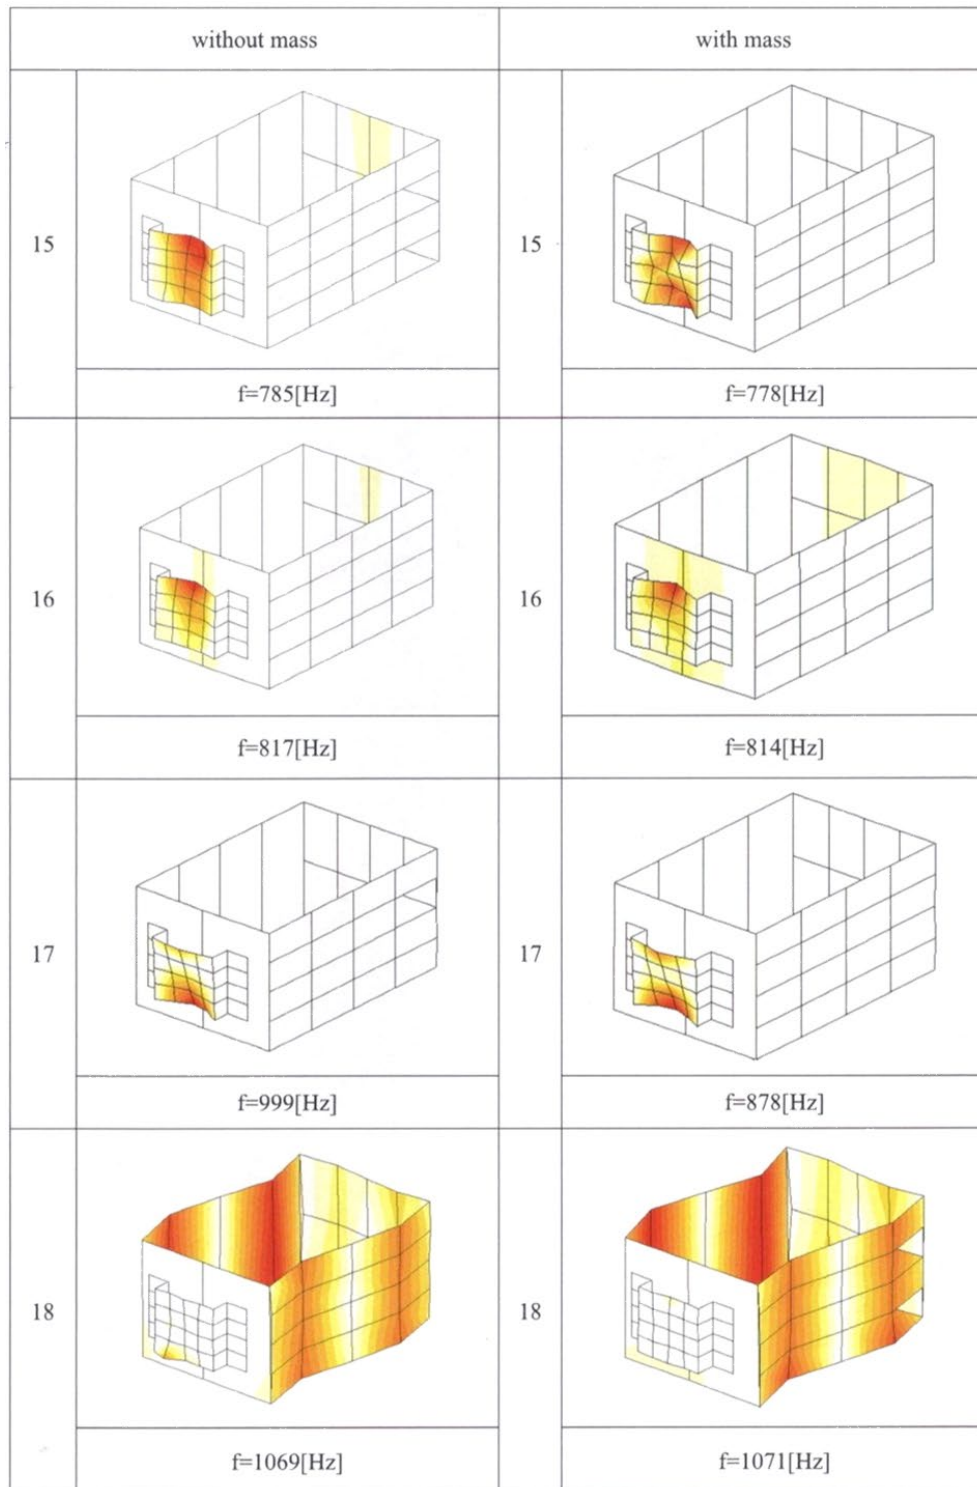 without mass
with mass
15
15
f=785[Hz]
f=778[Hz]
16
16
f=817[Hz]
f=814[Hz]
17
17
f=999[Hz]
f=878[Hz]
18
18
f=1069[Hz]
f=1071[Hz]